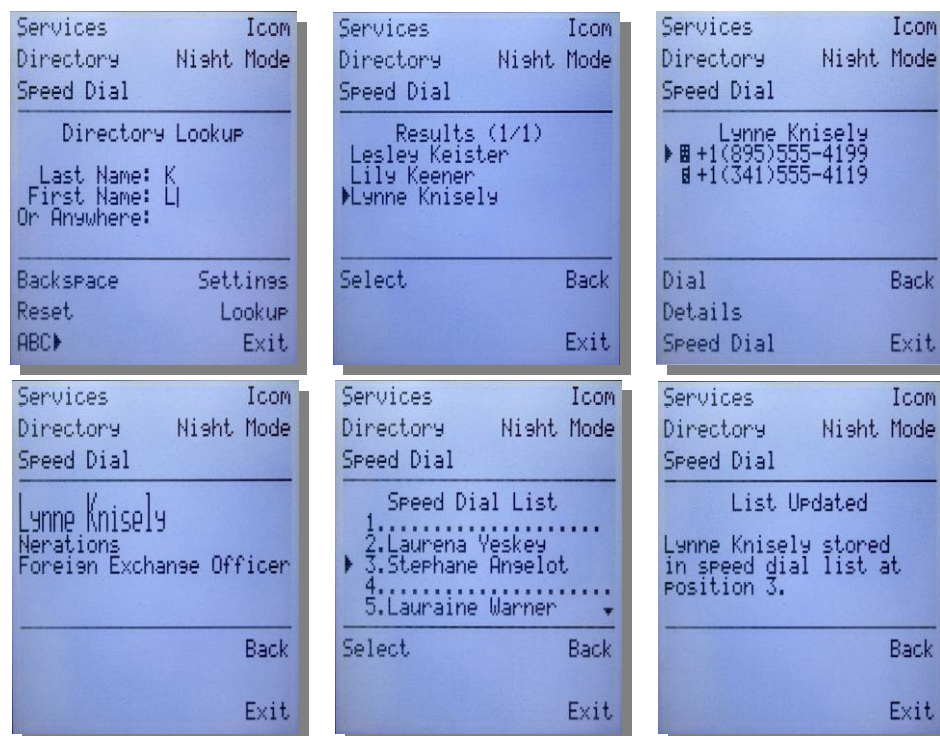 Services Icom
Directory Night Mode
Speed Dial
Directory Lookup
Last Name: K
First Name: L
Or Anywhere:
Backspace Settings
Reset Lookup
ABC Exit
Services Icom
Directory Night Mode
Speed Dial
Results (1/1)
Lesley Keister
Lily Keener
Lynne Knisely
Select Back
Exit
Services Icom
Directory Night Mode
Speed Dial
Lynne Knisely
+1(895)555-4199
+1(341)555-4119
Dial Back
Details
Speed Dial Exit
Services Icom
Directory Night Mode
Speed Dial
Lynne Knisely
Nerations
Foreign Exchange Officer
Back
Exit
Services Icom
Directory Night Mode
Speed Dial
Speed Dial List
1.....................
2.Laurena Yeskey
3.Stephane Angelot
4.....................
5.Lauraine Warner
Select Back
Exit
Services Icom
Directory Night Mode
Speed Dial
List Updated
Lynne Knisely stored
in speed dial list at
position 3.
Back
Exit